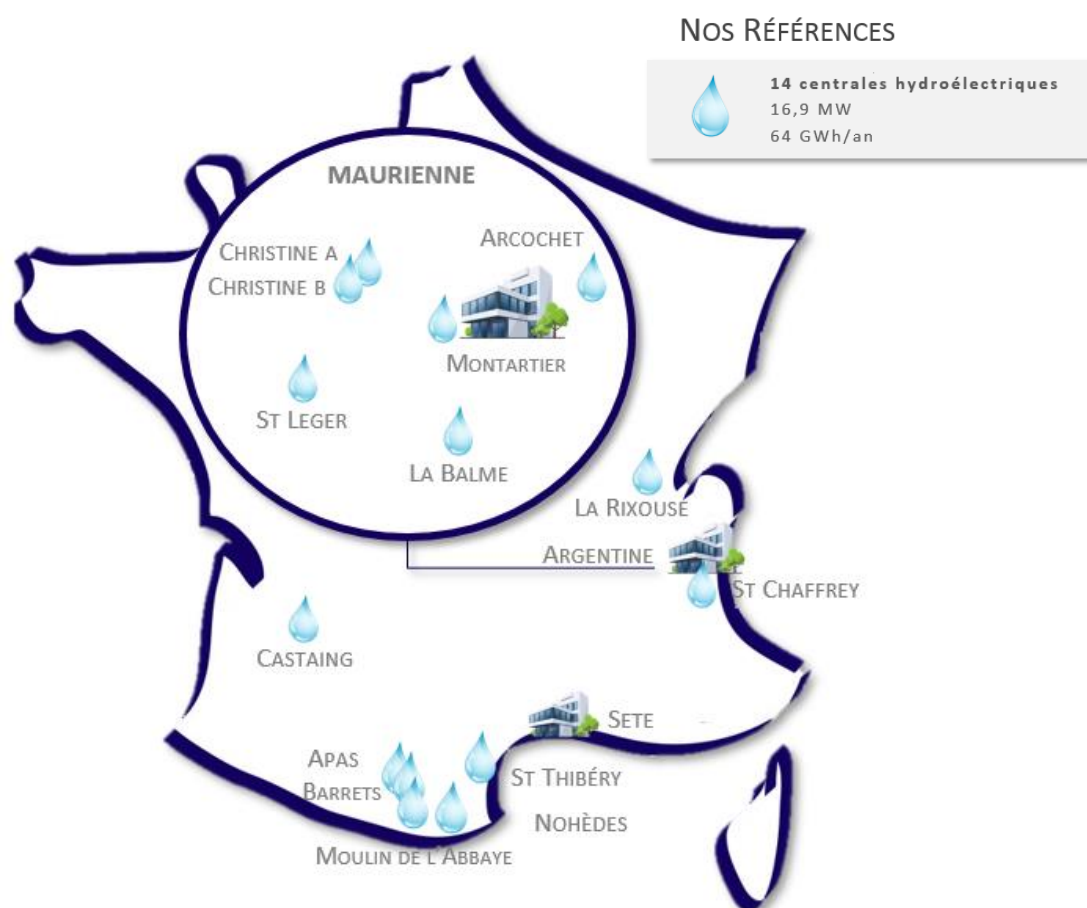 NOS RÉFÉRENCES
14 centrales hydroélectriques
16,9 MW
64 GWh/an
MAURIENNE
CHRISTINE A
CHRISTINE B
ARCOCHET
MONTARTIER
ST LEGER
LA BALME
LA RIXOUSE
ARGENTINE
ST CHAFFREY
CASTAING
SETE
APAS
BARRETS
ST THIBÉRY
NOHÈDES
MOULIN DE L'ABBAYE